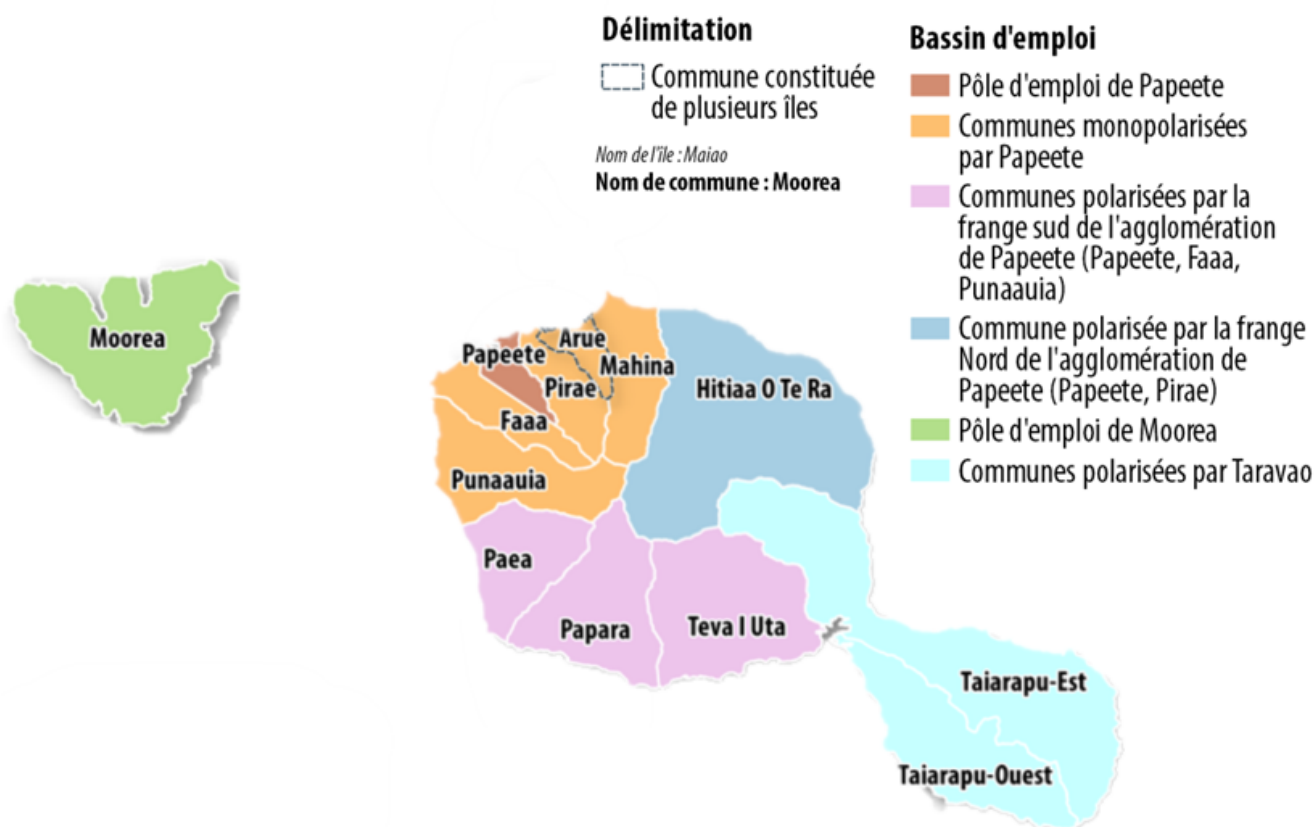 Délimitation
Commune constituée
de plusieurs îles
Nom de l'île : Maiao
Nom de commune : Moorea
Bassin d'emploi
Pôle d'emploi de Papeete
Communes monopolarisées
par Papeete
Communes polarisées par la
frange sud de l'agglomération
de Papeete (Papeete, Faaa,
Punaauia)
Commune polarisée par la frange
Nord de l'agglomération de
Papeete (Papeete, Pirae)
Pôle d'emploi de Moorea
Communes polarisées par Taravao
Moorea
Arue
Papeete
Mahina
Pirae
Hitiaa O Te Ra
Faaa
Punaauia
Paea
Papara
Teva I Uta
Taiarapu-Est
Taiarapu-Ouest